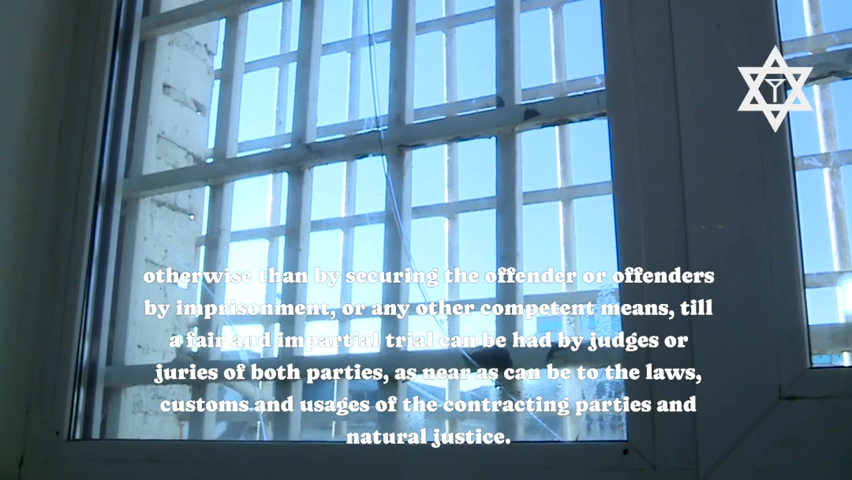 otherwise than by securing the offender or offenders
by imprisonment, or any other competent means, till
a fair and impartial trial can be had by judges or
juries of both parties, as near as can be to the laws,
customs and usages of the contracting parties and
natural justice.